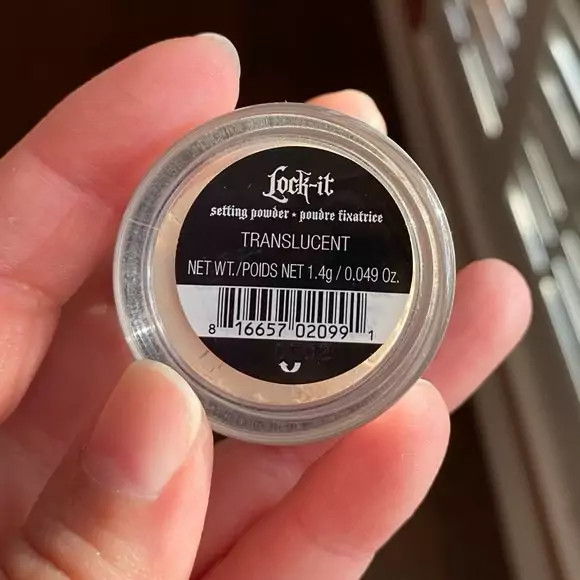 Lock-it
setting powder • poudre fixatrice
TRANSLUCENT
NET WT./POIDS NET 1.4g / 0.049 Oz.
8 16657 02099 1